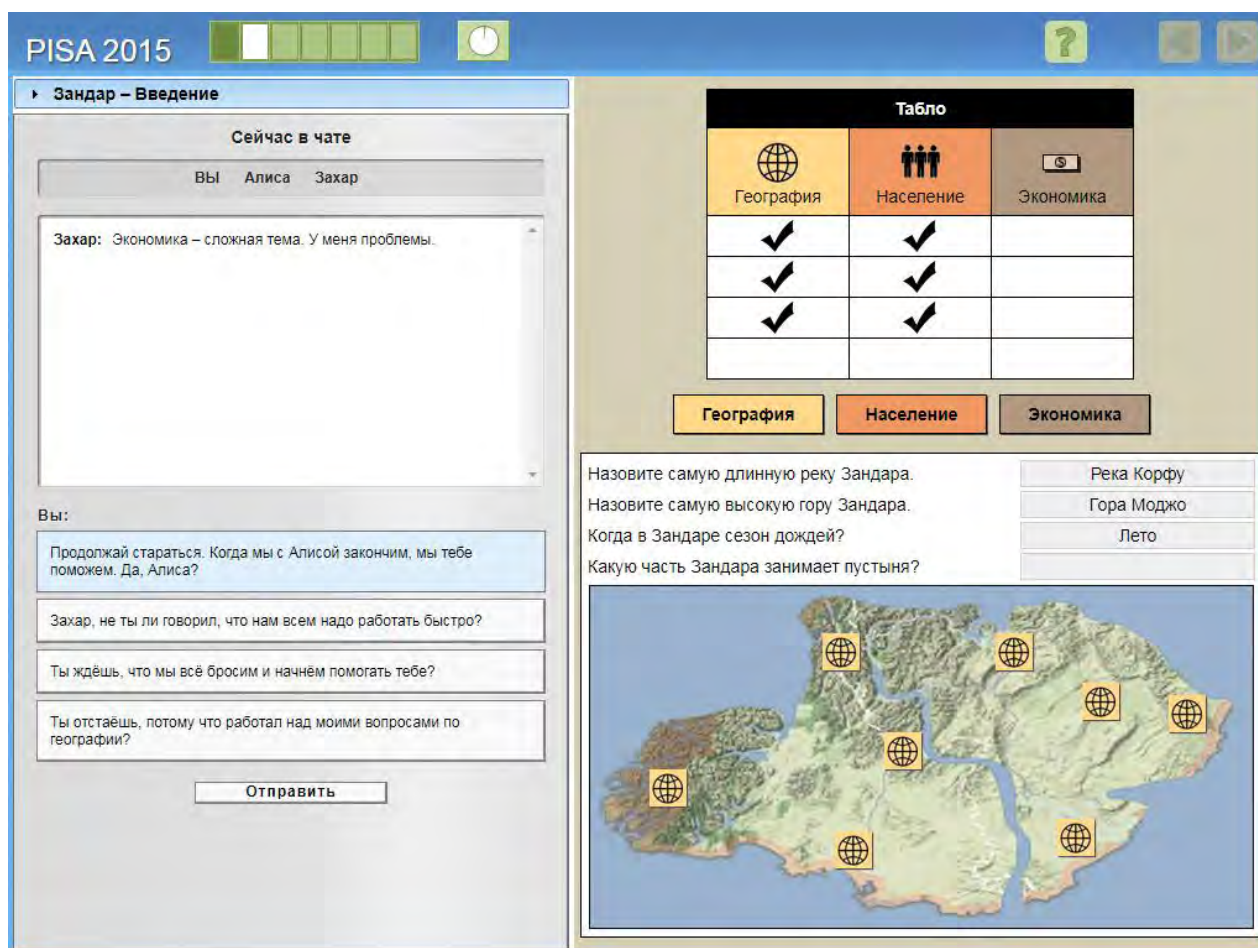 PISA 2015
?
Зандар – Введение
Сейчас в чате
ВЫ Алиса Захар
Захар: Экономика – сложная тема. У меня проблемы.
Вы:
Продолжай стараться. Когда мы с Алисой закончим, мы тебе
поможем. Да, Алиса?
Захар, не ты ли говорил, что нам всем надо работать быстро?
Ты ждёшь, что мы всё бросим и начнём помогать тебе?
Ты отстаёшь, потому что работал над моими вопросами по
географии?
Отправить
Табло
География Население Экономика
География Население Экономика
Назовите самую длинную реку Зандара. Река Корфу
Назовите самую высокую гору Зандара. Гора Моджо
Когда в Зандаре сезон дождей? Лето
Какую часть Зандара занимает пустыня?